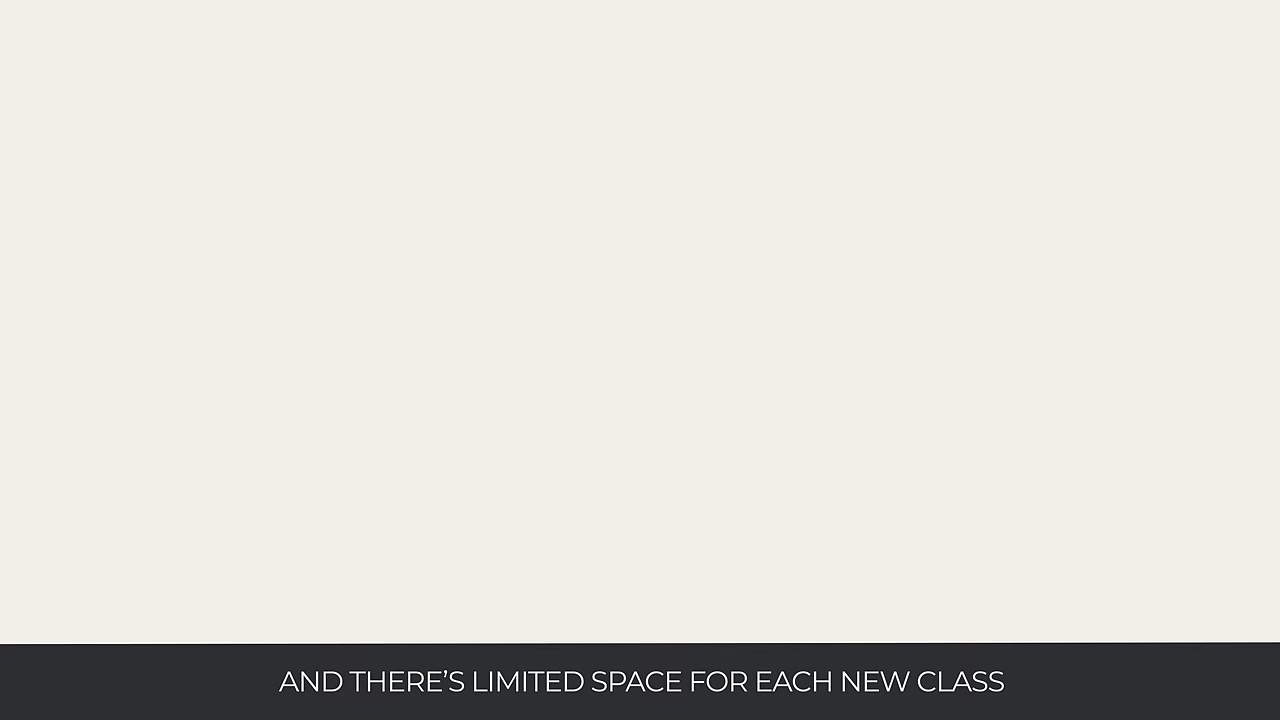 AND THERE’S LIMITED SPACE FOR EACH NEW CLASS